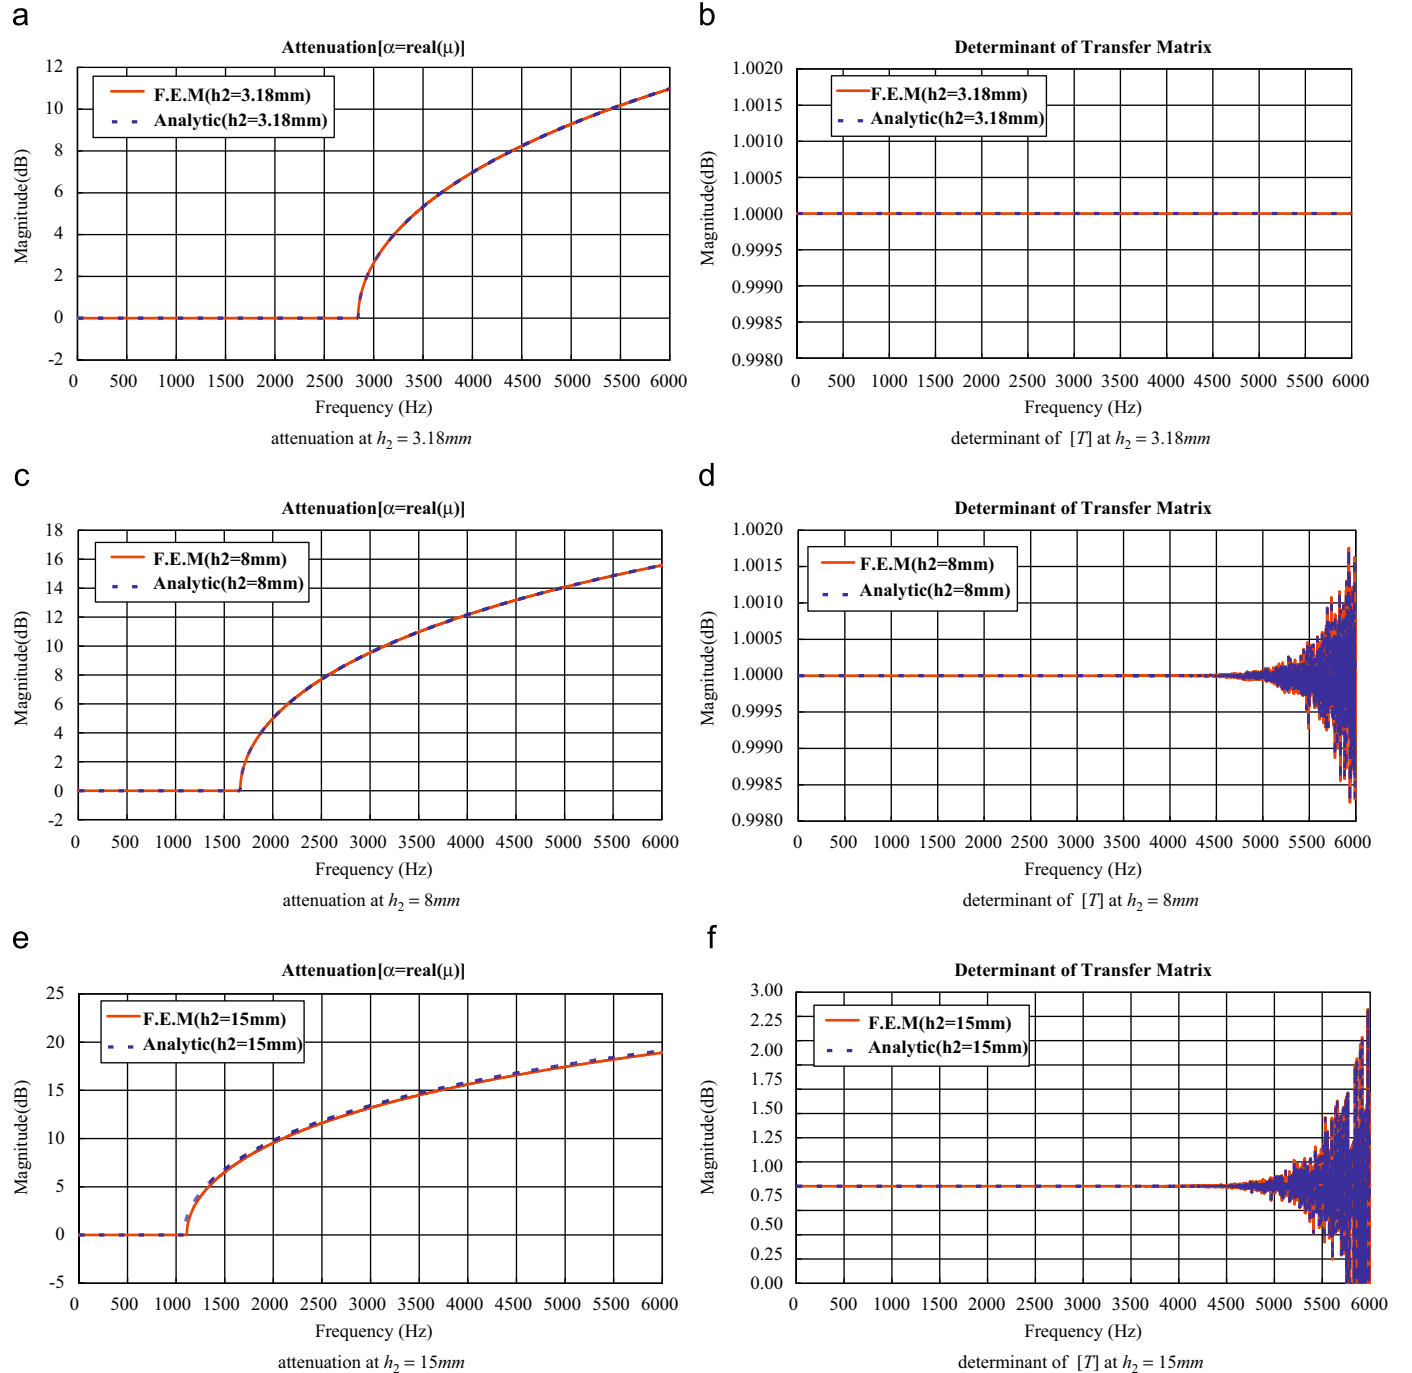 a
Attenuation[α=real(μ)]
12
10
8
6
4
2
0
-2
Magnitude(dB)
F.E.M(h2=3.18mm)
Analytic(h2=3.18mm)
0 500 1000 1500 2000 2500 3000 3500 4000 4500 5000 5500 6000
Frequency (Hz)
attenuation at h2 = 3.18mm
b
Determinant of Transfer Matrix
1.0020
1.0015
1.0010
1.0005
1.0000
0.9995
0.9990
0.9985
0.9980
Magnitude(dB)
F.E.M(h2=3.18mm)
Analytic(h2=3.18mm)
0 500 1000 1500 2000 2500 3000 3500 4000 4500 5000 5500 6000
Frequency (Hz)
determinant of [T] at h2 = 3.18mm
c
Attenuation[α=real(μ)]
18
16
14
12
10
8
6
4
2
0
-2
Magnitude(dB)
F.E.M(h2=8mm)
Analytic(h2=8mm)
0 500 1000 1500 2000 2500 3000 3500 4000 4500 5000 5500 6000
Frequency (Hz)
attenuation at h2 = 8mm
d
Determinant of Transfer Matrix
1.0020
1.0015
1.0010
1.0005
1.0000
0.9995
0.9990
0.9985
0.9980
Magnitude(dB)
F.E.M(h2=8mm)
Analytic(h2=8mm)
0 500 1000 1500 2000 2500 3000 3500 4000 4500 5000 5500 6000
Frequency (Hz)
determinant of [T] at h2 = 8mm
e
Attenuation[α=real(μ)]
25
20
15
10
5
0
-5
Magnitude(dB)
F.E.M(h2=15mm)
Analytic(h2=15mm)
0 500 1000 1500 2000 2500 3000 3500 4000 4500 5000 5500 6000
Frequency (Hz)
attenuation at h2 = 15mm
f
Determinant of Transfer Matrix
3.00
2.25
2.00
1.75
1.50
1.25
1.00
0.75
0.50
0.25
0.00
Magnitude(dB)
F.E.M(h2=15mm)
Analytic(h2=15mm)
0 500 1000 1500 2000 2500 3000 3500 4000 4500 5000 5500 6000
Frequency (Hz)
determinant of [T] at h2 = 15mm